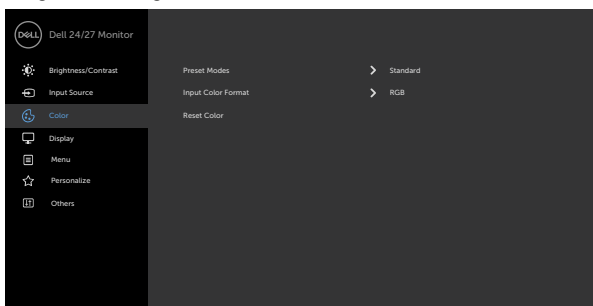 DELL Dell 24/27 Monitor
Brightness/Contrast
Input Source
Color
Display
Menu
Personalize
Others
Preset Modes Standard
Input Color Format RGB
Reset Color